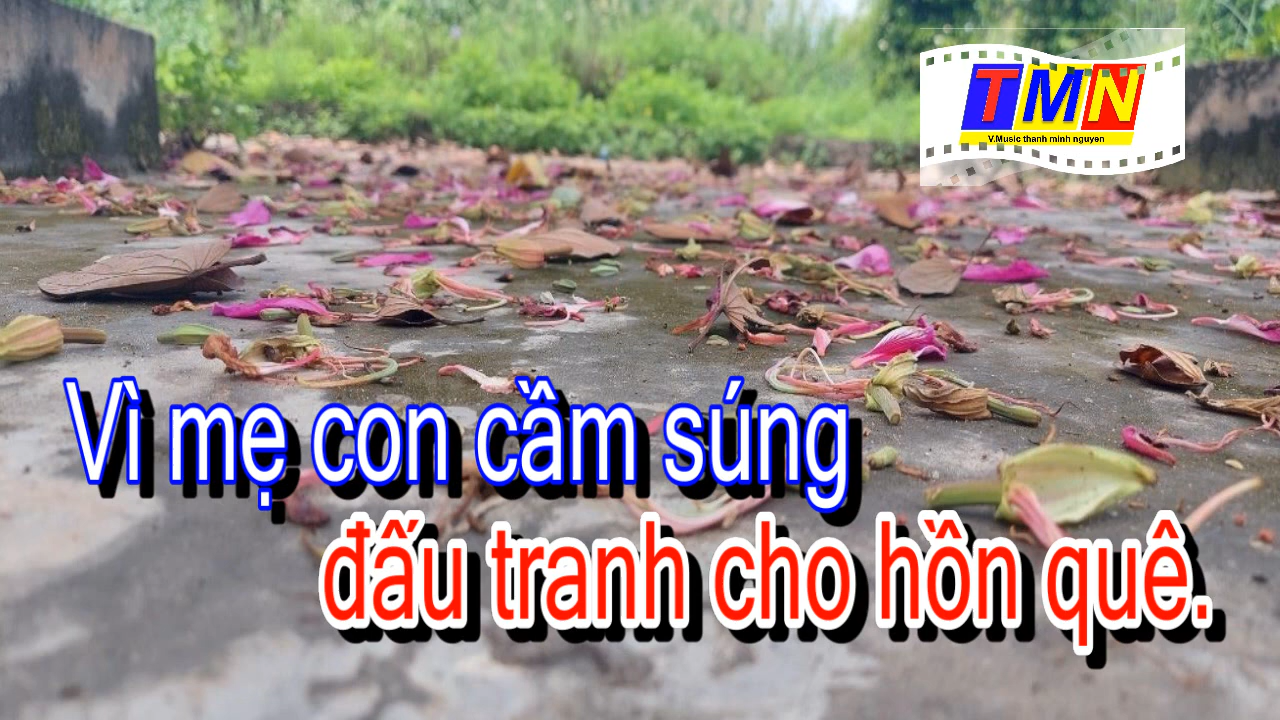 TMN
V.Music thanh minh nguyen
Vì mẹ con cầm súng
đấu tranh cho hồn quê.